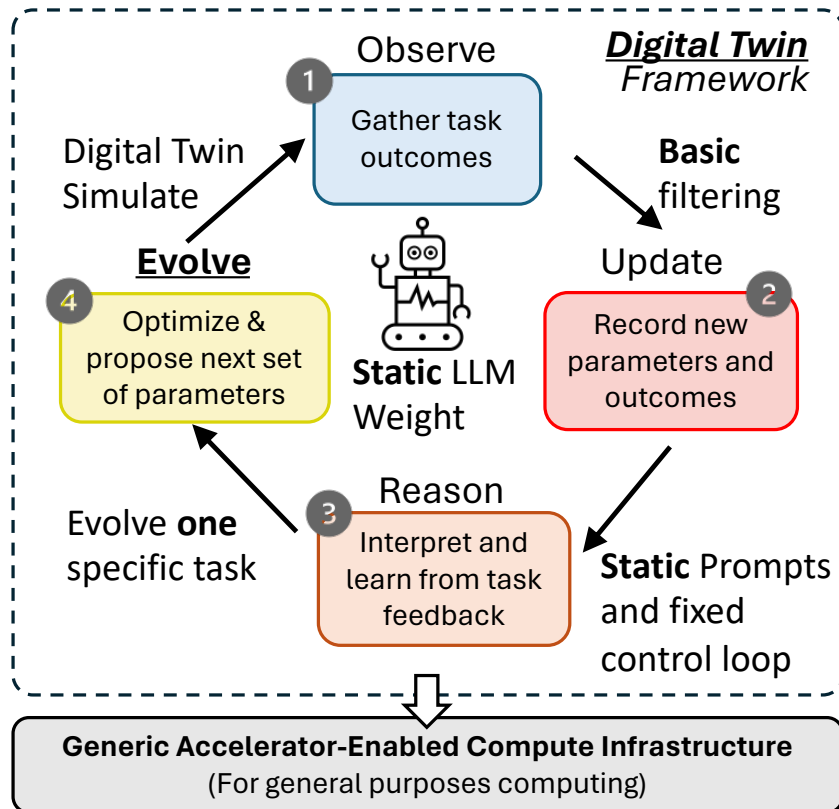 Digital Twin
Framework
Observe
1
Gather task
outcomes
Basic
filtering
Update
2
Record new
parameters and
outcomes
Static Prompts
and fixed
control loop
Reason
3
Interpret and
learn from task
feedback
Evolve one
specific task
Evolve
4
Optimize &
propose next set
of parameters
Digital Twin
Simulate
Static LLM
Weight
Generic Accelerator-Enabled Compute Infrastructure
(For general purposes computing)